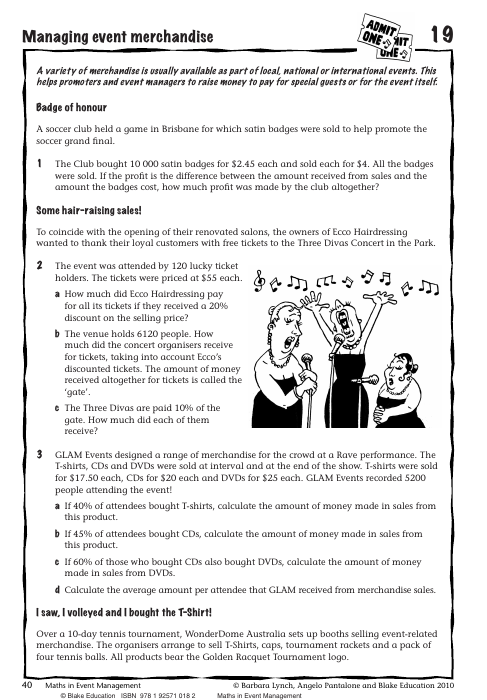 Managing event merchandise
ADMIT
ONE
19
A variety of merchandise is usually available as part of local, national or international events. This
helps promoters and event managers to raise money to pay for special guests or for the event itself.
Badge of honour
A soccer club held a game in Brisbane for which satin badges were sold to help promote the
soccer grand final.
1 The Club bought 10 000 satin badges for $2.45 each and sold each for $4. All the badges
were sold. If the profit is the difference between the amount received from sales and the
amount the badges cost, how much profit was made by the club altogether?
Some hair-raising sales!
To coincide with the opening of their renovated salons, the owners of Ecco Hairdressing
wanted to thank their loyal customers with free tickets to the Three Divas Concert in the Park.
2 The event was attended by 120 lucky ticket
holders. The tickets were priced at $55 each.
a How much did Ecco Hairdressing pay
for all its tickets if they received a 20%
discount on the selling price?
b The venue holds 6120 people. How
much did the concert organisers receive
for tickets, taking into account Ecco's
discounted tickets. The amount of money
received altogether for tickets is called the
'gate'.
c The Three Divas are paid 10% of the
gate. How much did each of them
receive?
3 GLAM Events designed a range of merchandise for the crowd at a Rave performance. The
T-shirts, CDs and DVDs were sold at interval and at the end of the show. T-shirts were sold
for $17.50 each, CDs for $20 each and DVDs for $25 each. GLAM Events recorded 5200
people attending the event!
a If 40% of attendees bought T-shirts, calculate the amount of money made in sales from
this product.
b If 45% of attendees bought CDs, calculate the amount of money made in sales from
this product.
c If 60% of those who bought CDs also bought DVDs, calculate the amount of money
made in sales from DVDs.
d Calculate the average amount per attendee that GLAM received from merchandise sales.
I saw, I volleyed and I bought the T-Shirt!
Over a 10-day tennis tournament, WonderDome Australia sets up booths selling event-related
merchandise. The organisers arrange to sell T-Shirts, caps, tournament rackets and a pack of
four tennis balls. All products bear the Golden Racquet Tournament logo.
40 Maths in Event Management © Barbara Lynch, Angelo Pantalone and Blake Education 2010
© Blake Education ISBN 978 1 92571 018 2 Maths in Event Management